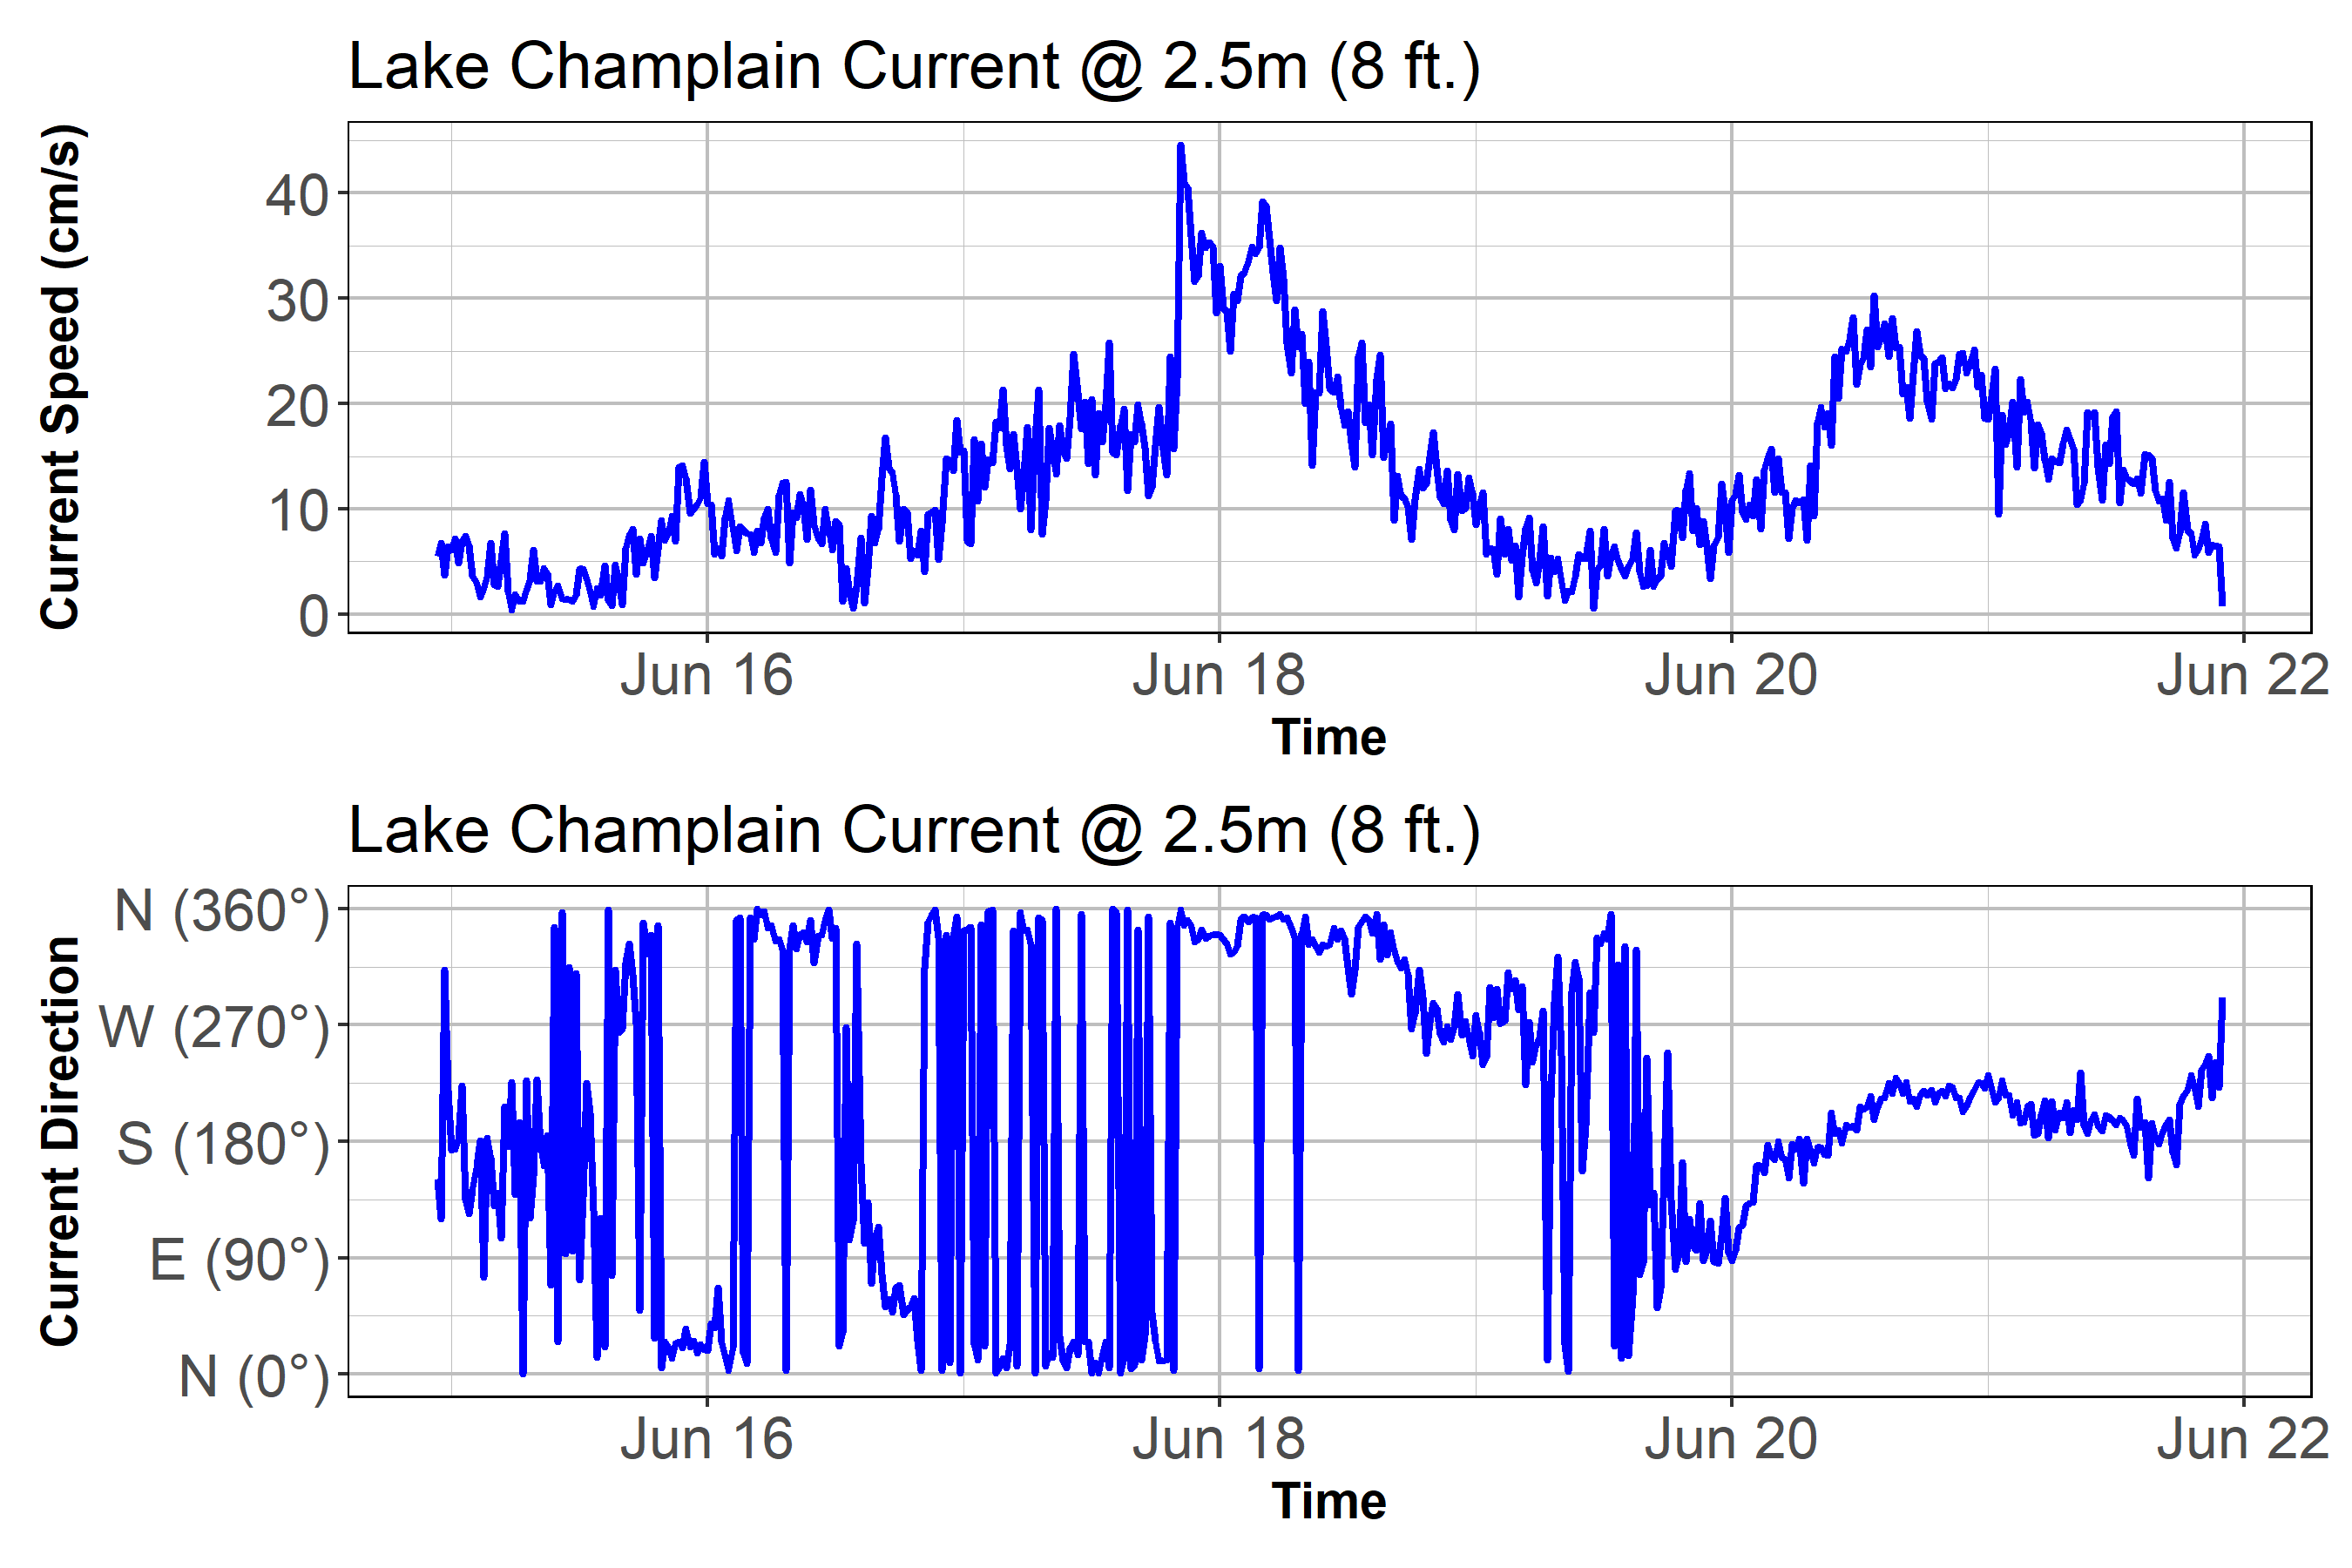 Lake Champlain Current @ 2.5m (8 ft.)
Current Speed (cm/s)
40
30
20
10
0
Jun 16 Jun 18 Jun 20 Jun 22
Time
Lake Champlain Current @ 2.5m (8 ft.)
Current Direction
N (360°)
W (270°)
S (180°)
E (90°)
N (0°)
Jun 16 Jun 18 Jun 20 Jun 22
Time